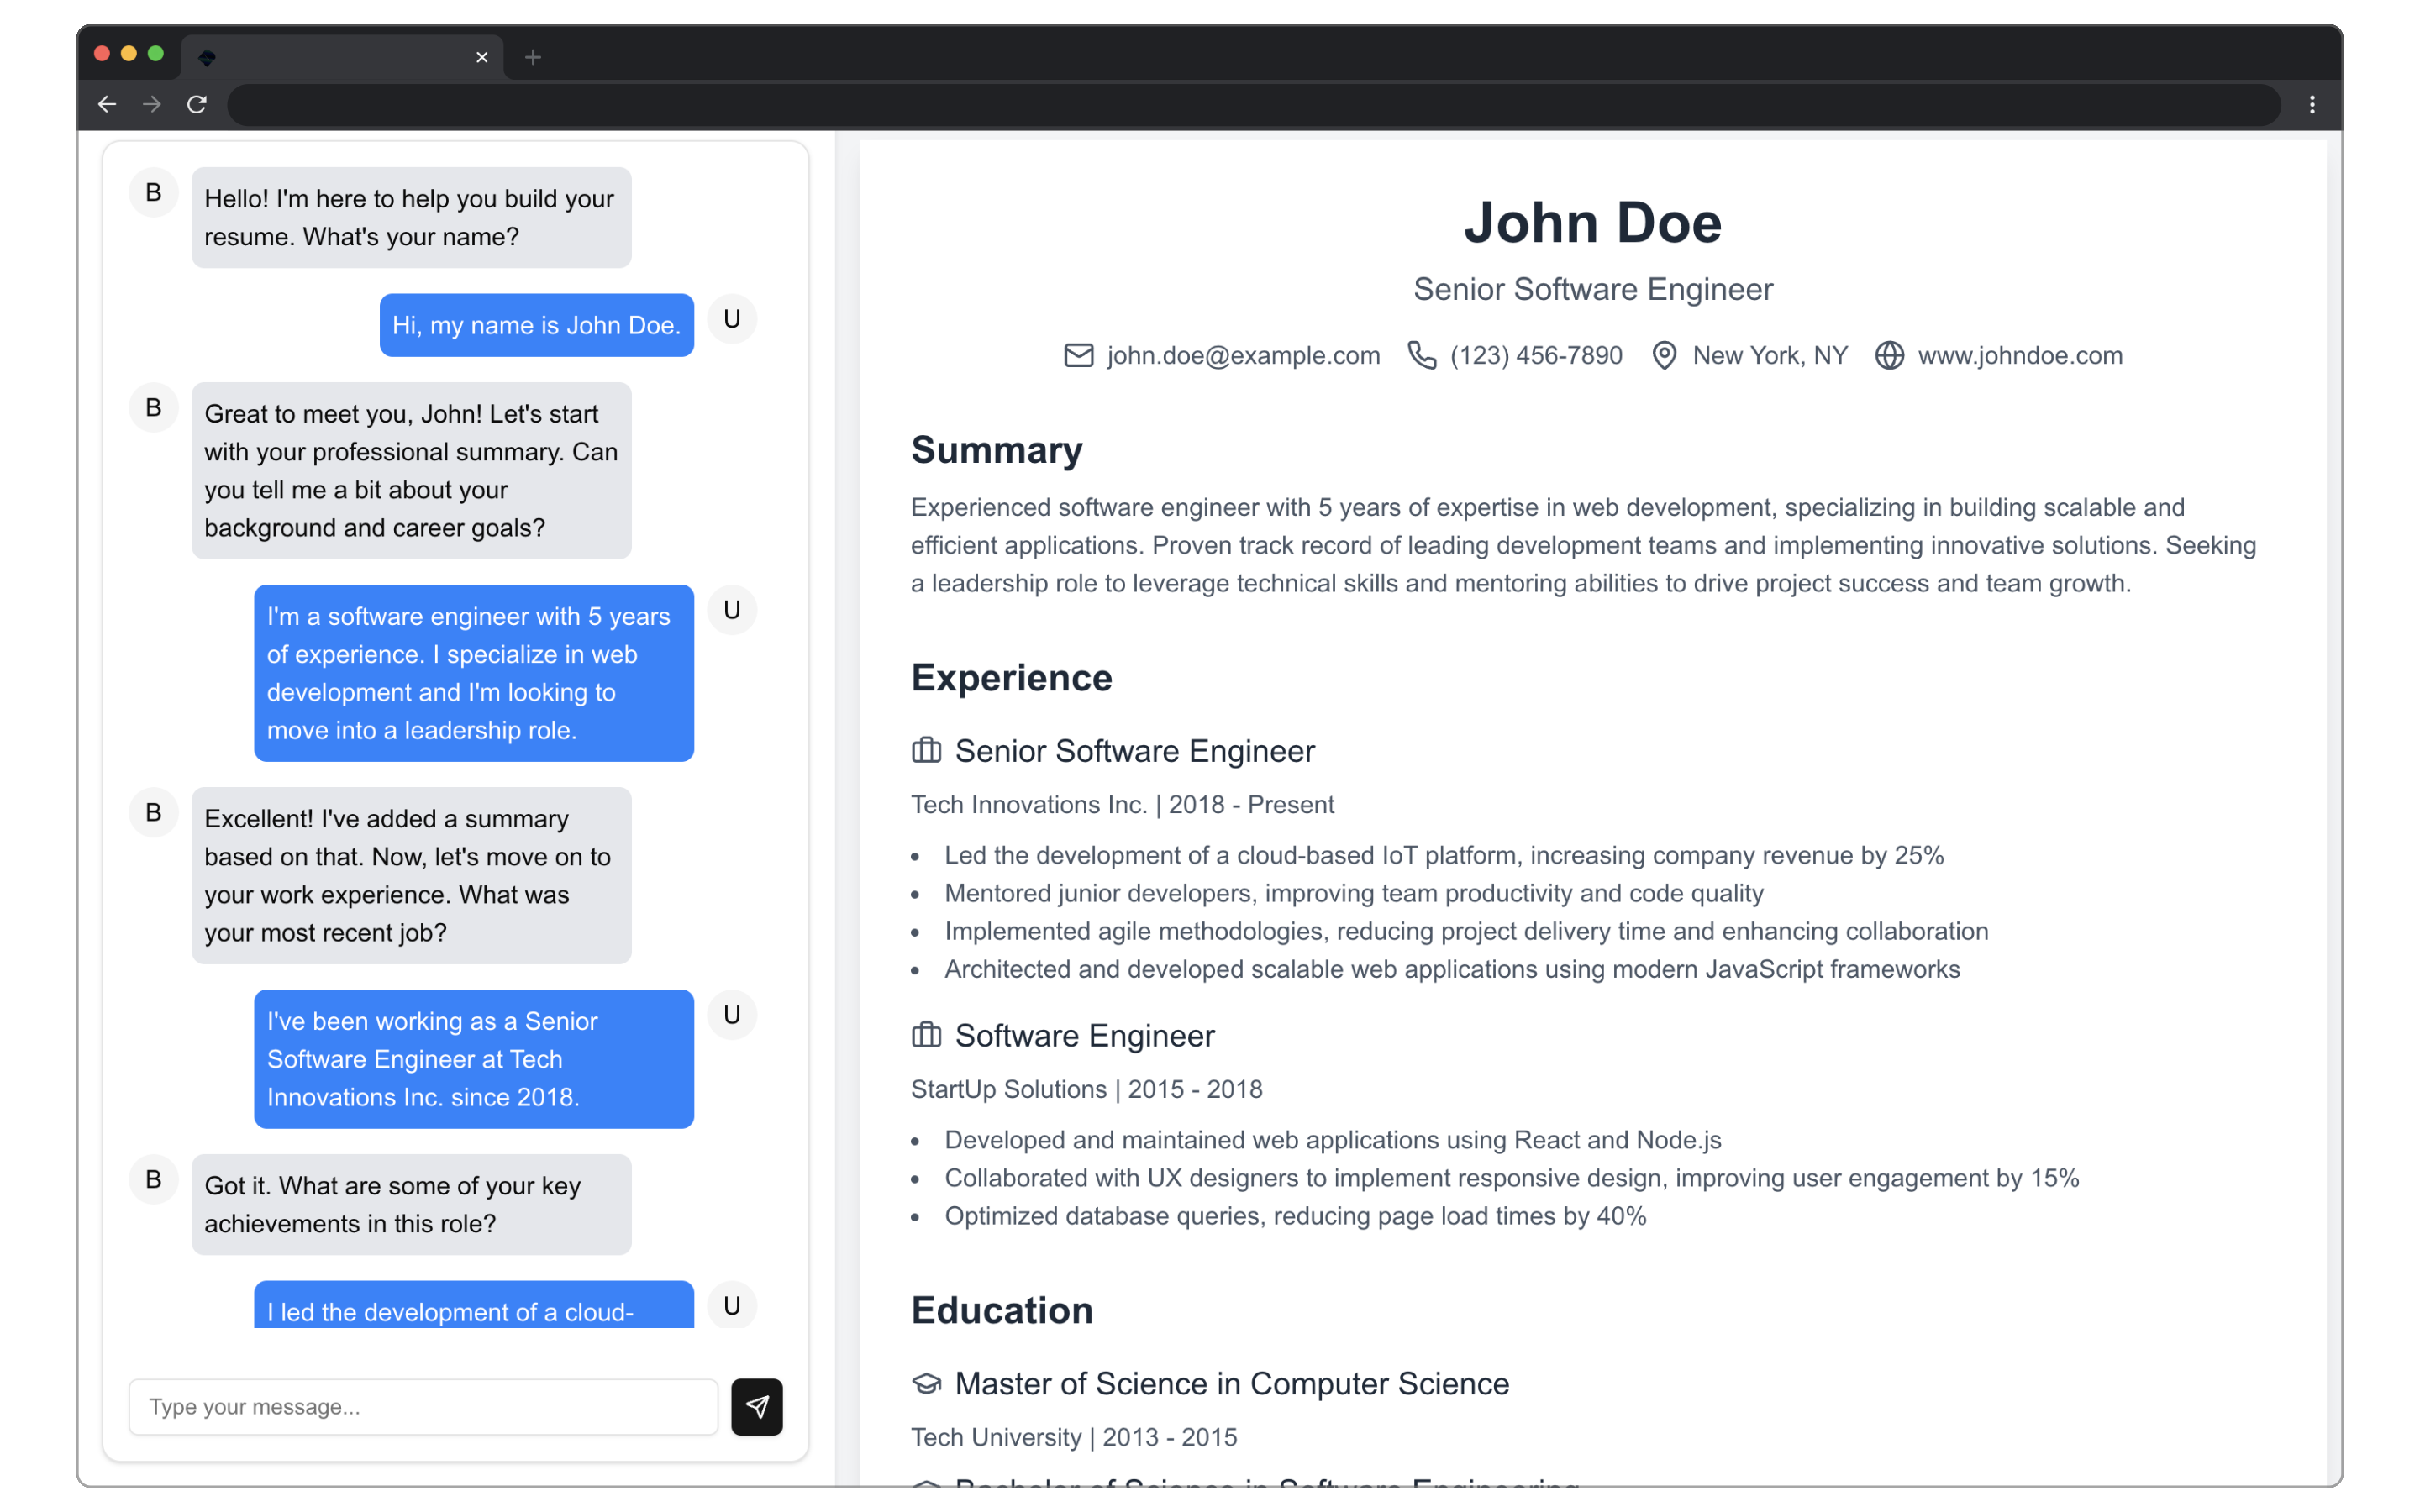 B
Hello! I'm here to help you build your
resume. What's your name?
Hi, my name is John Doe.
U
B
Great to meet you, John! Let's start
with your professional summary. Can
you tell me a bit about your
background and career goals?
I'm a software engineer with 5 years
of experience. I specialize in web
development and I'm looking to
move into a leadership role.
U
B
Excellent! I've added a summary
based on that. Now, let's move on to
your work experience. What was
your most recent job?
I've been working as a Senior
Software Engineer at Tech
Innovations Inc. since 2018.
U
B
Got it. What are some of your key
achievements in this role?
I led the development of a cloud-
U
Type your message...
John Doe
Senior Software Engineer
john.doe@example.com (123) 456-7890 New York, NY www.johndoe.com
Summary
Experienced software engineer with 5 years of expertise in web development, specializing in building scalable and
efficient applications. Proven track record of leading development teams and implementing innovative solutions. Seeking
a leadership role to leverage technical skills and mentoring abilities to drive project success and team growth.
Experience
Senior Software Engineer
Tech Innovations Inc. | 2018 - Present
• Led the development of a cloud-based IoT platform, increasing company revenue by 25%
• Mentored junior developers, improving team productivity and code quality
• Implemented agile methodologies, reducing project delivery time and enhancing collaboration
• Architected and developed scalable web applications using modern JavaScript frameworks
Software Engineer
StartUp Solutions | 2015 - 2018
• Developed and maintained web applications using React and Node.js
• Collaborated with UX designers to implement responsive design, improving user engagement by 15%
• Optimized database queries, reducing page load times by 40%
Education
Master of Science in Computer Science
Tech University | 2013 - 2015
Bachelor of Science in Software Engineering